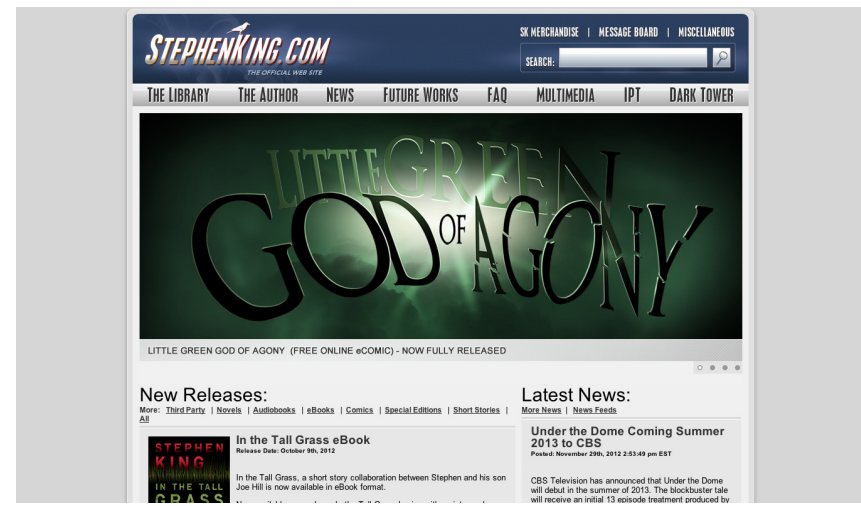 STEPHENKING.COM
THE OFFICIAL WEB SITE
SK MERCHANDISE | MESSAGE BOARD | MISCELLANEOUS
SEARCH:
THE LIBRARY THE AUTHOR NEWS FUTURE WORKS FAQ MULTIMEDIA IPT DARK TOWER
LITTLE GREEN
GOD OF AGONY
LITTLE GREEN GOD OF AGONY (FREE ONLINE eCOMIC) - NOW FULLY RELEASED
New Releases:
More: Third Party | Novels | Audiobooks | eBooks | Comics | Special Editions | Short Stories |
All
STEPHEN
KING
IN THE TALL
GRASS
In the Tall Grass eBook
Release Date: October 9th, 2012
In the Tall Grass, a short story collaboration between Stephen and his son
Joe Hill is now available in eBook format.
Latest News:
More News | News Feeds
Under the Dome Coming Summer
2013 to CBS
Posted: November 29th, 2012 2:53:49 pm EST
CBS Television has announced that Under the Dome
will debut in the summer of 2013. The blockbuster tale
will receive an initial 13 episode treatment produced by